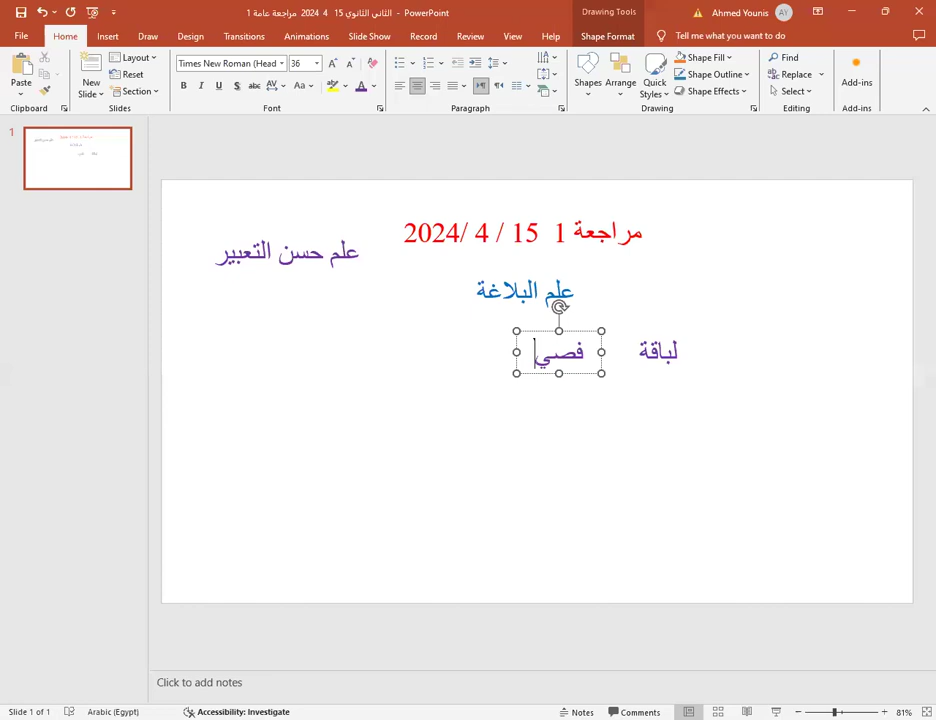 الثاني الثانوي 15  4  2024  مراجعة عامة 1 - PowerPoint
Drawing Tools
Ahmed Younis AY
File Home Insert Draw Design Transitions Animations Slide Show Record Review View Help Shape Format Tell me what you want to do
Paste
Clipboard
New Slide
Layout
Reset
Section
Slides
Times New Roman (Head 36
B I U S abc AV Aa A
Font
Paragraph
Shapes
Arrange
Quick Styles
Shape Fill
Shape Outline
Shape Effects
Drawing
Find
Replace
Select
Editing
Add-ins
Add-ins
1
مراجعة 1  15 / 4 /2024
علم حسن التعبير
علم البلاغة
لباقة
فصي
Click to add notes
Slide 1 of 1 Arabic (Egypt) Accessibility: Investigate Notes Comments 81%